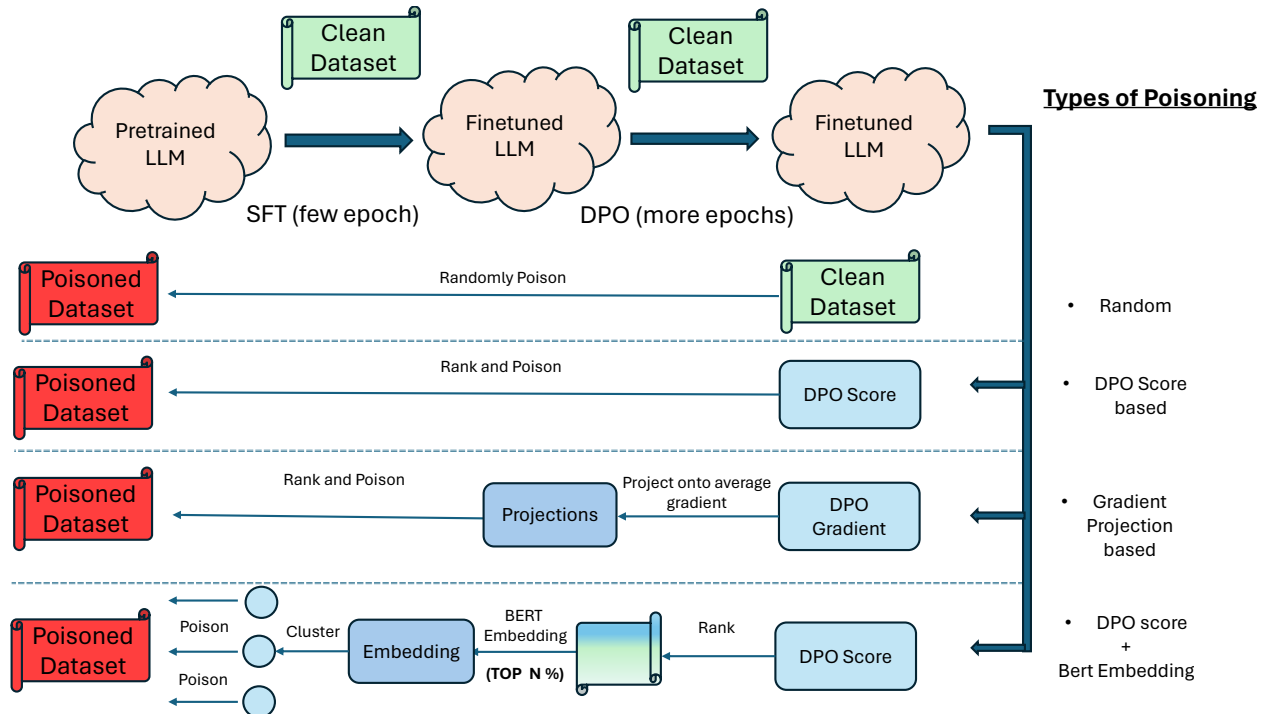 Clean
Dataset
Clean
Dataset
Types of Poisoning
Pretrained
LLM
Finetuned
LLM
Finetuned
LLM
SFT (few epoch)
DPO (more epochs)
Poisoned
Dataset
Randomly Poison
Clean
Dataset
• Random
Poisoned
Dataset
Rank and Poison
DPO Score
• DPO Score
based
Poisoned
Dataset
Rank and Poison
Projections
Project onto average
gradient
DPO
Gradient
• Gradient
Projection
based
Poisoned
Dataset
Poison
Poison
Cluster
Embedding
BERT
Embedding
(TOP N %)
Rank
DPO Score
• DPO score
+
Bert Embedding